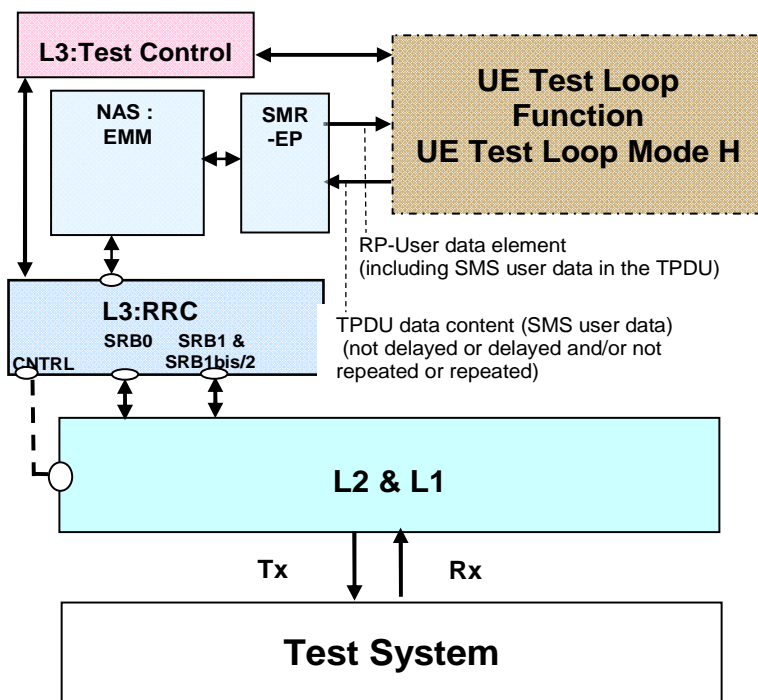 L3:Test Control
UE Test Loop
Function
UE Test Loop Mode H
NAS :
EMM
SMR
-EP
RP-User data element
(including SMS user data in the TPDU)
L3:RRC
SRB0
SRB1 &
SRB1bis/2
CNTRL
TPDU data content (SMS user data)
(not delayed or delayed and/or not
repeated or repeated)
L2 & L1
Tx
Rx
Test System